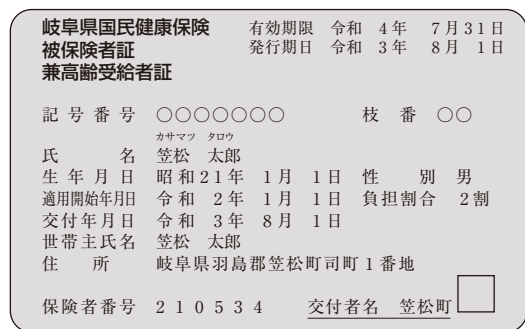 岐阜県国民健康保険 有効期限 令和 4年 7月31日
被保険者証 発行期日 令和 3年 8月 1日
兼高齢受給者証
記号番号 ○○○○○○○ 枝番 ○○
カサマツ タロウ
氏名 笠松 太郎
生年月日 昭和21年 1月 1日 性別 男
適用開始年月日 令和 2年 1月 1日 負担割合 2割
交付年月日 令和 3年 8月 1日
世帯主氏名 笠松 太郎
住所 岐阜県羽島郡笠松町司町1番地
保険者番号 210534 交付者名 笠松町